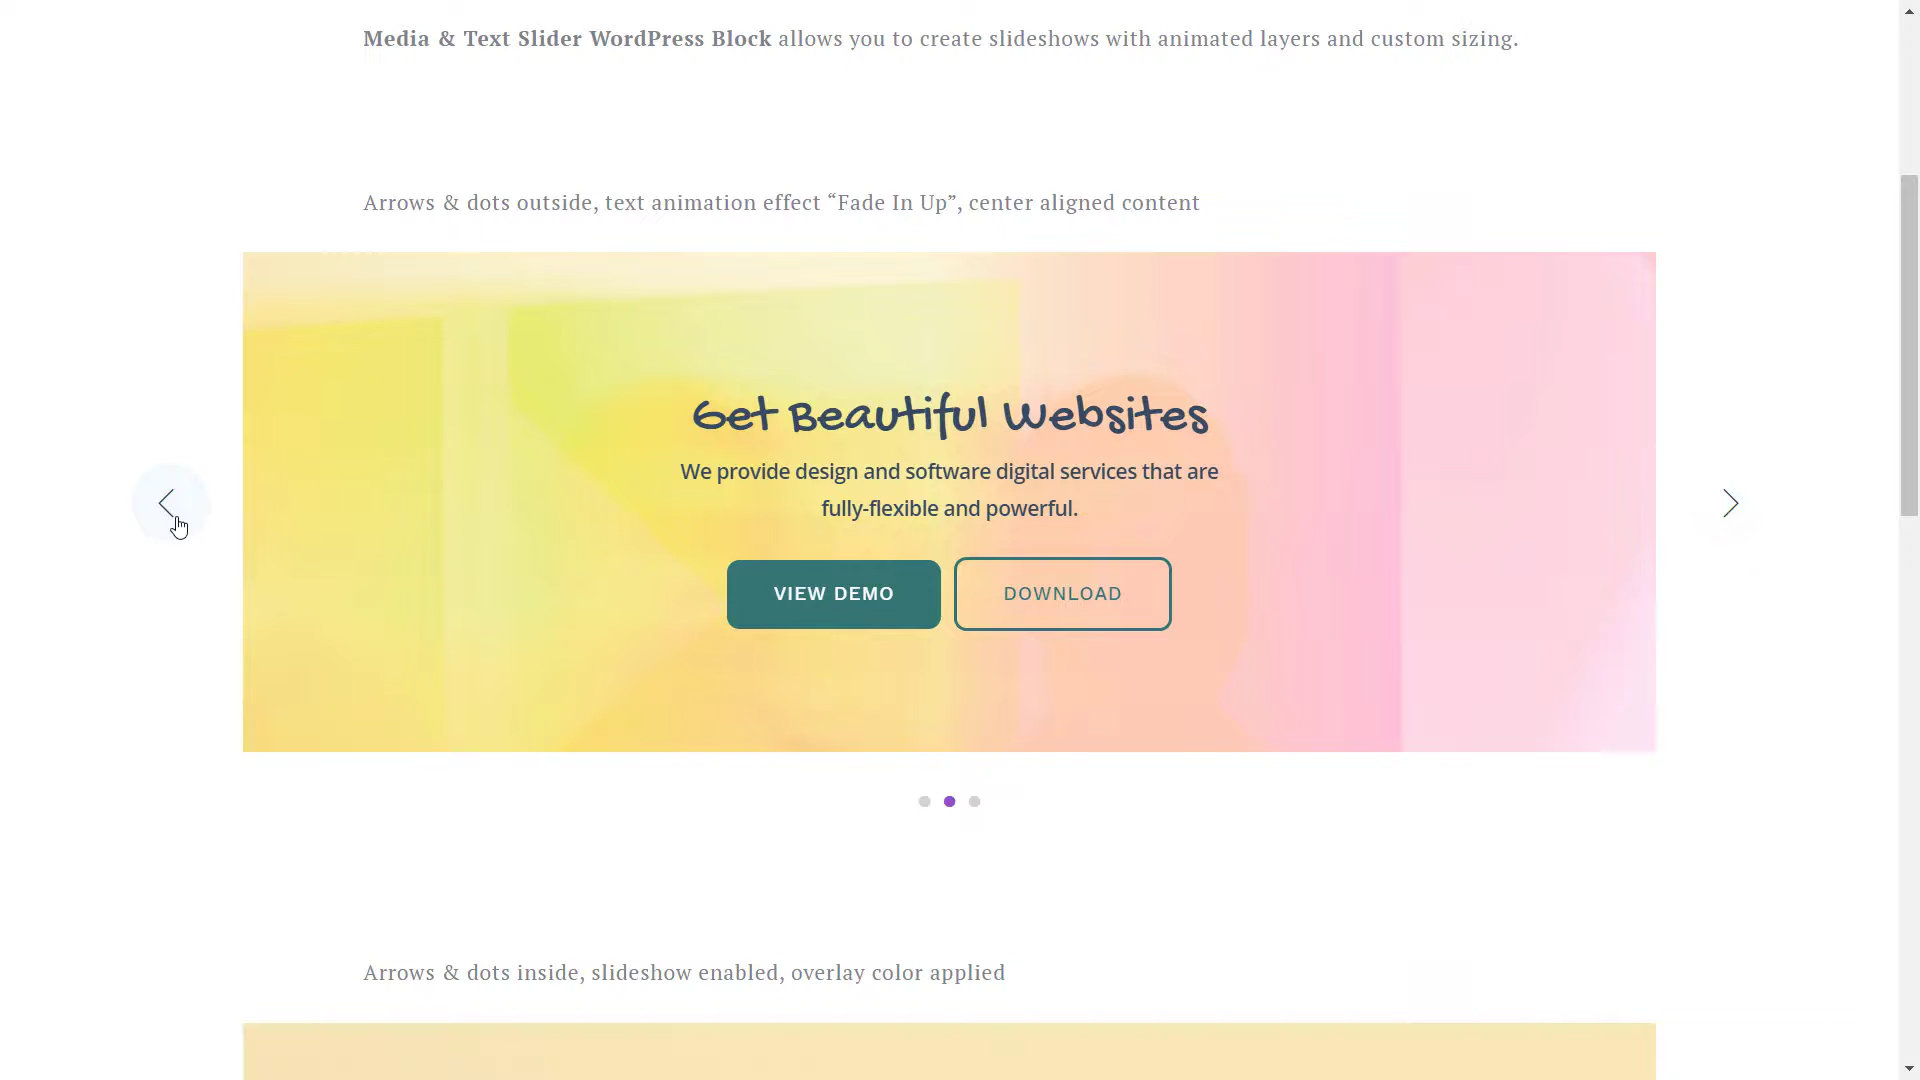 Media & Text Slider WordPress Block allows you to create slideshows with animated layers and custom sizing.
Arrows & dots outside, text animation effect “Fade In Up”, center aligned content
Get Beautiful Websites
We provide design and software digital services that are
fully-flexible and powerful.
VIEW DEMO
DOWNLOAD
Arrows & dots inside, slideshow enabled, overlay color applied